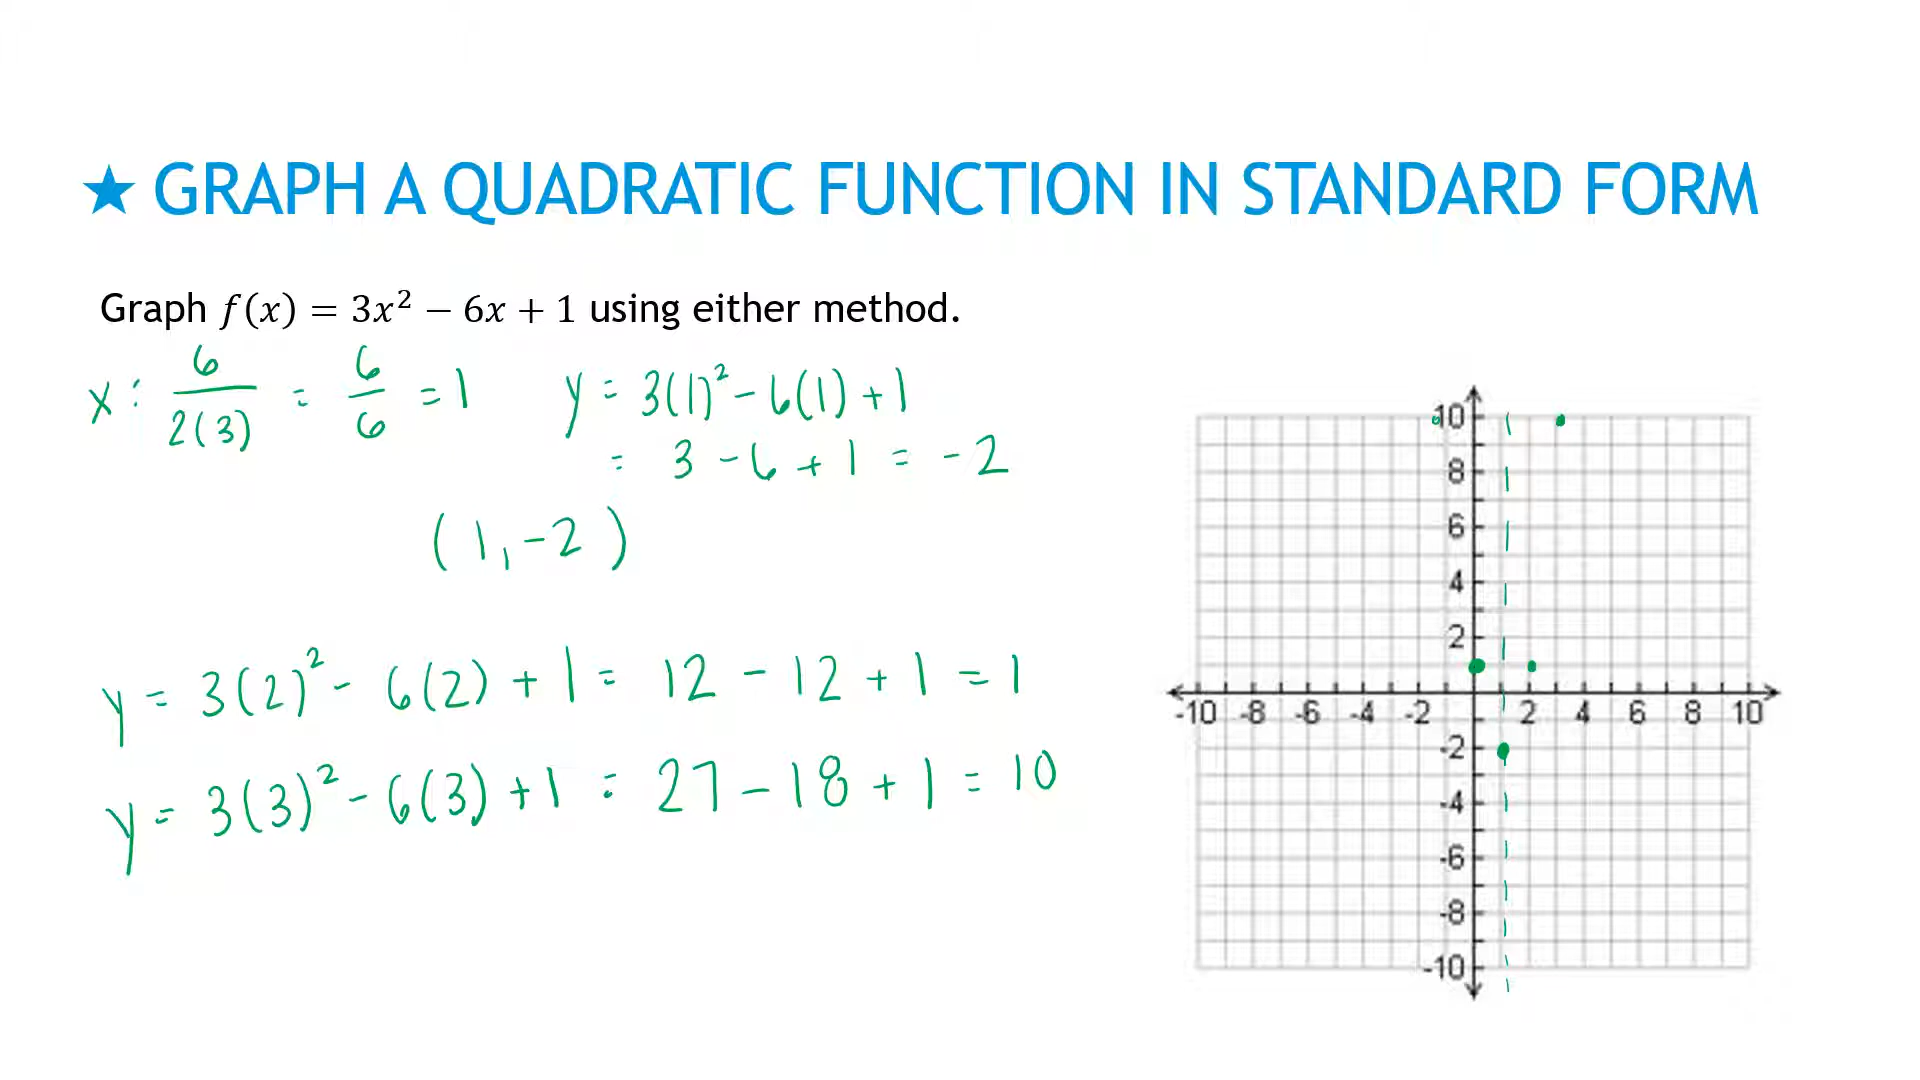 ★ GRAPH A QUADRATIC FUNCTION IN STANDARD FORM
Graph f(x) = 3x² − 6x + 1 using either method.
x: 6/2(3) = 6/6 = 1
y = 3(1)² − 6(1) + 1
= 3 − 6 + 1 = −2
(1, −2)
y = 3(2)² − 6(2) + 1 = 12 − 12 + 1 = 1
y = 3(3)² − 6(3) + 1 = 27 − 18 + 1 = 10
10
8
6
4
2
-10 -8 -6 -4 -2 2 4 6 8 10
-2
-4
-6
-8
-10